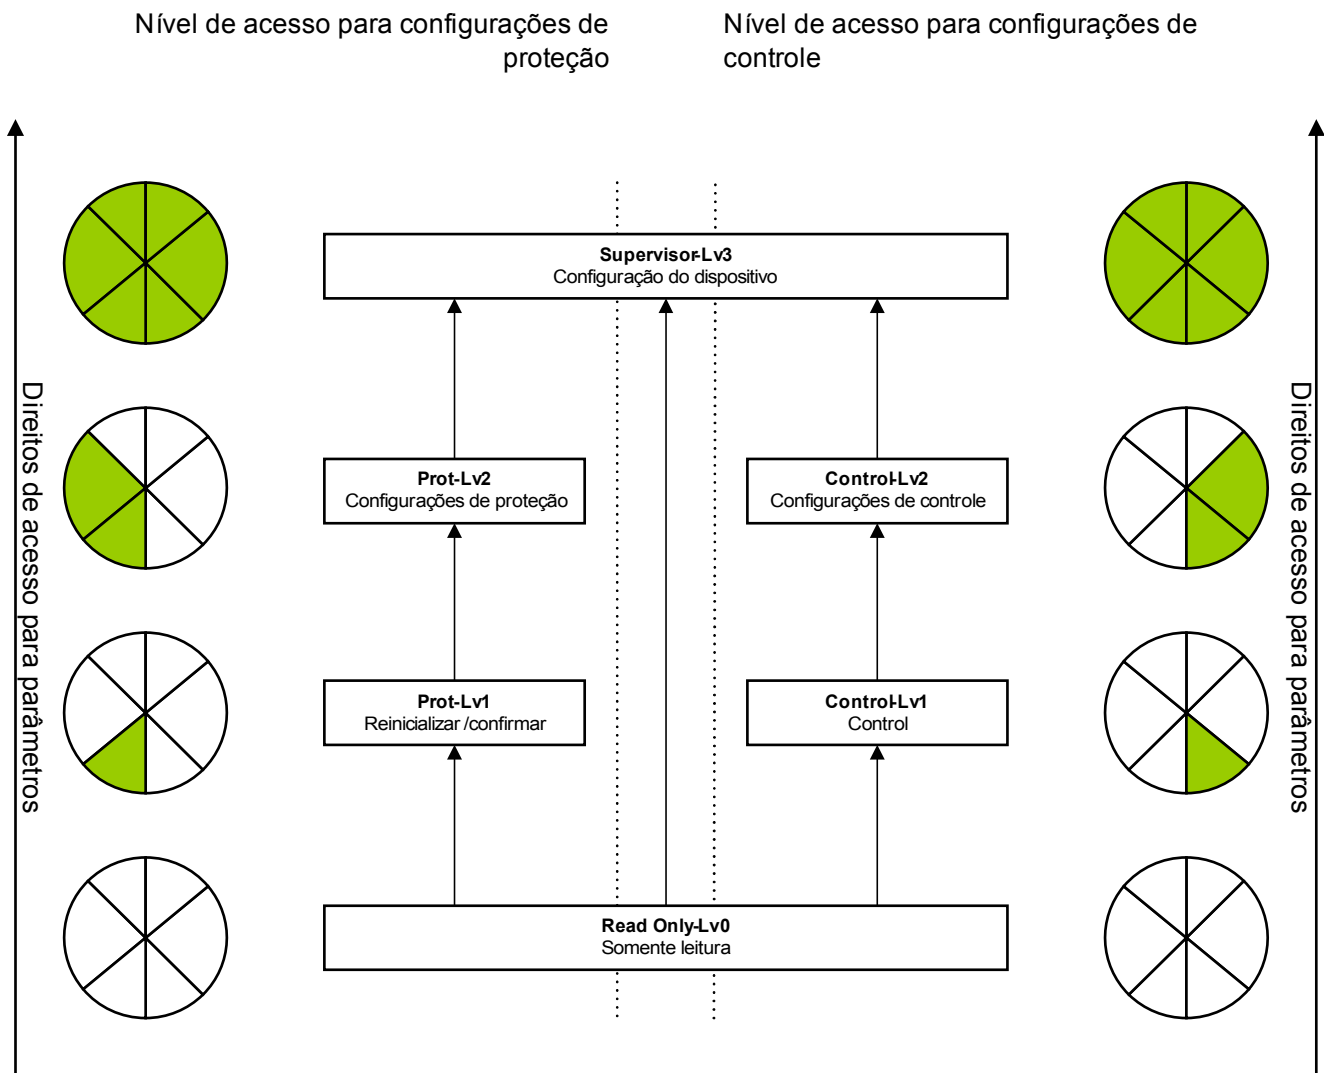 Nível de acesso para configurações de
proteção
Nível de acesso para configurações de
controle
Supervisor-Lv3
Configuração do dispositivo
Direitos de acesso para parâmetros
Direitos de acesso para parâmetros
Prot-Lv2
Configurações de proteção
Control-Lv2
Configurações de controle
Prot-Lv1
Reinicializar /confirmar
Control-Lv1
Control
Read Only-Lv0
Somente leitura